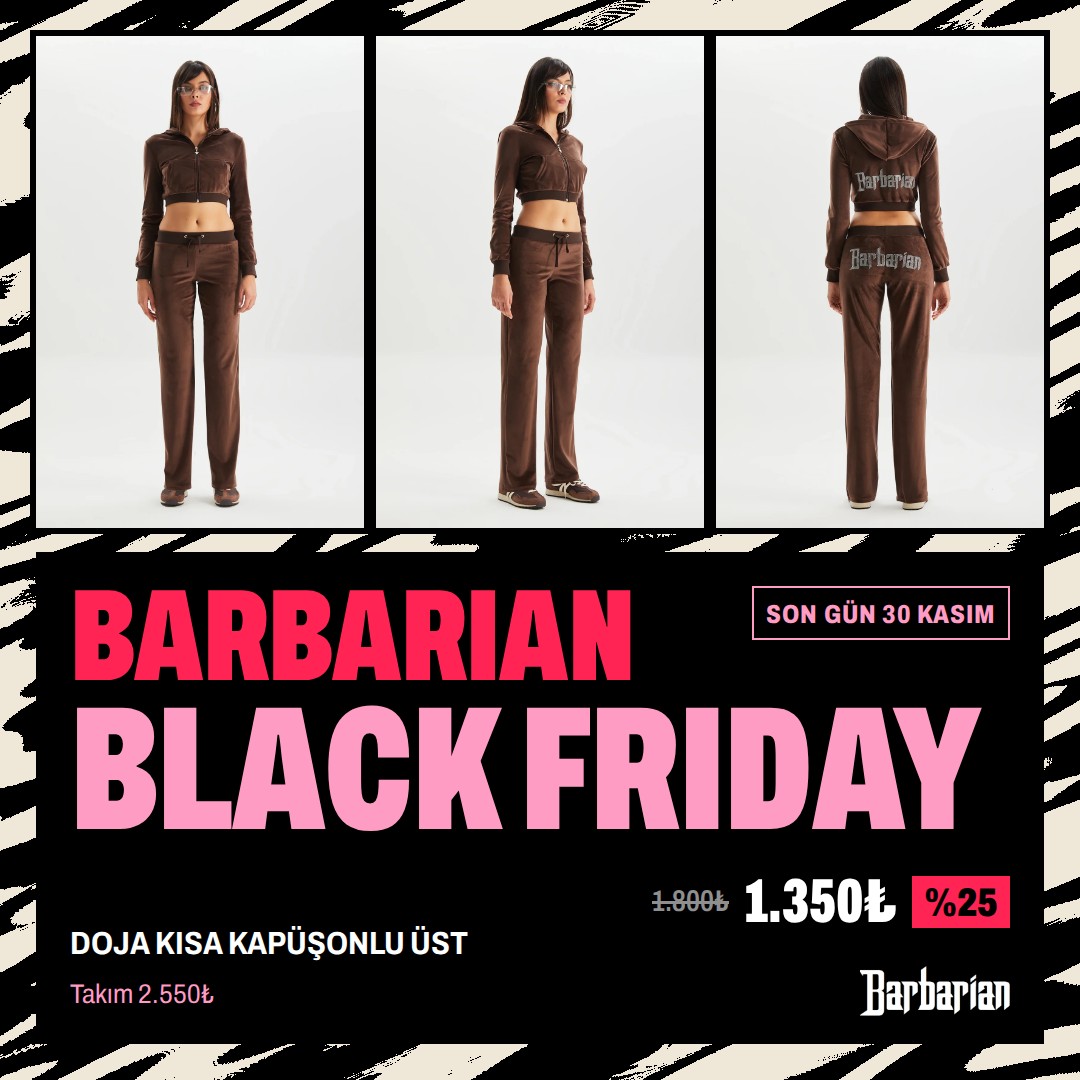 Barbarian
Barbarian
BARBARIAN
SON GÜN 30 KASIM
BLACK FRIDAY
1.800₺ 1.350₺ %25
DOJA KISA KAPÜŞONLU ÜST
Takım 2.550₺
Barbarian